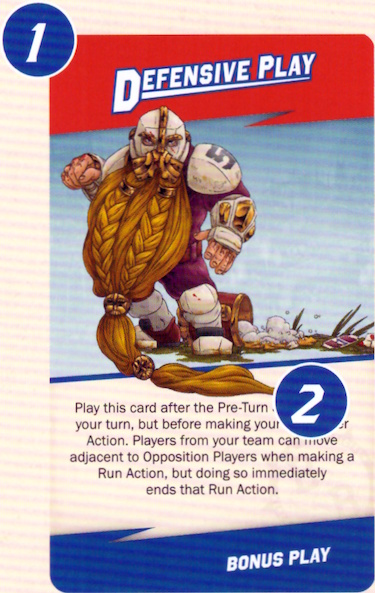 1
DEFENSIVE PLAY
Play this card after the Pre-Turn
2
your turn, but before making your
Action. Players from your team can move
adjacent to Opposition Players when making a
Run Action, but doing so immediately
ends that Run Action.
BONUS PLAY